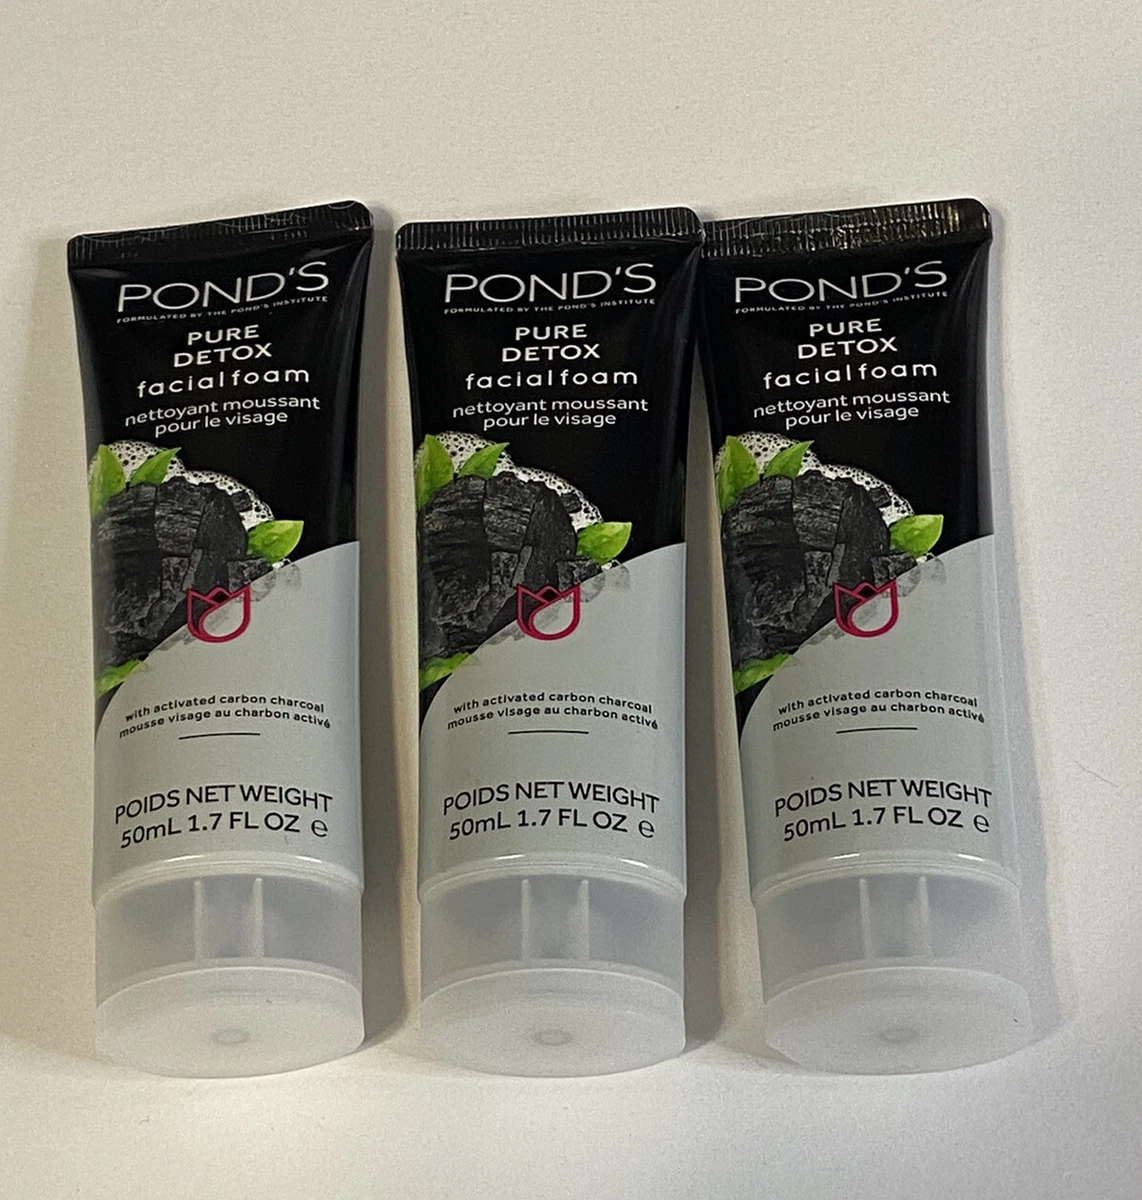 POND'S
FORMULATED BY THE POND'S INSTITUTE
PURE
DETOX
facial foam
nettoyant moussant
pour le visage
with activated carbon charcoal
mousse visage au charbon activé
POIDS NET WEIGHT
50mL 1.7 FL OZ e
POND'S
FORMULATED BY THE POND'S INSTITUTE
PURE
DETOX
facial foam
nettoyant moussant
pour le visage
with activated carbon charcoal
mousse visage au charbon activé
POIDS NET WEIGHT
50mL 1.7 FL OZ e
POND'S
FORMULATED BY THE POND'S INSTITUTE
PURE
DETOX
facial foam
nettoyant moussant
pour le visage
with activated carbon charcoal
mousse visage au charbon activé
POIDS NET WEIGHT
50mL 1.7 FL OZ e